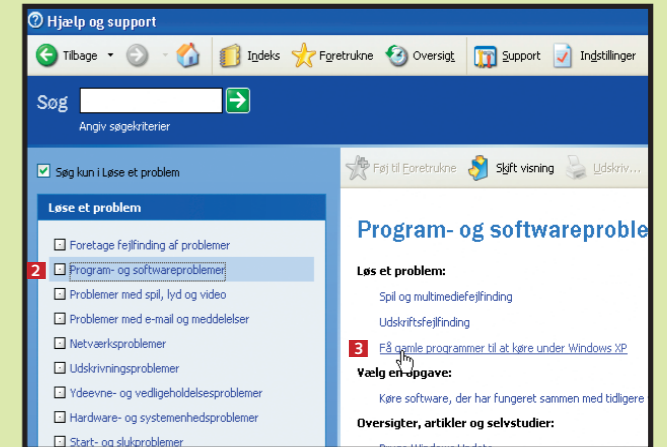 Hjælp og support
Tilbage Indeks Foretrukne Oversigt Support Indstillinger
Søg
Angiv søgekriterier
Søg kun i Løse et problem
Løse et problem
Foretage fejlfinding af problemer
2 Program- og softwareproblemer
Problemer med spil, lyd og video
Problemer med e-mail og meddelelser
Netværksproblemer
Udskrivningsproblemer
Ydeevne- og vedligeholdelsesproblemer
Hardware- og systemenhedsproblemer
Start- og slukproblemer
Føj til Foretrukne Skift visning Udskriv...
Program- og softwareproble
Løs et problem:
Spil og multimediefejlfinding
Udskriftsfejlfinding
3 Få gamle programmer til at køre under Windows XP
Vælg en opgave:
Køre software, der har fungeret sammen med tidligere
Oversigter, artikler og selvstudier: